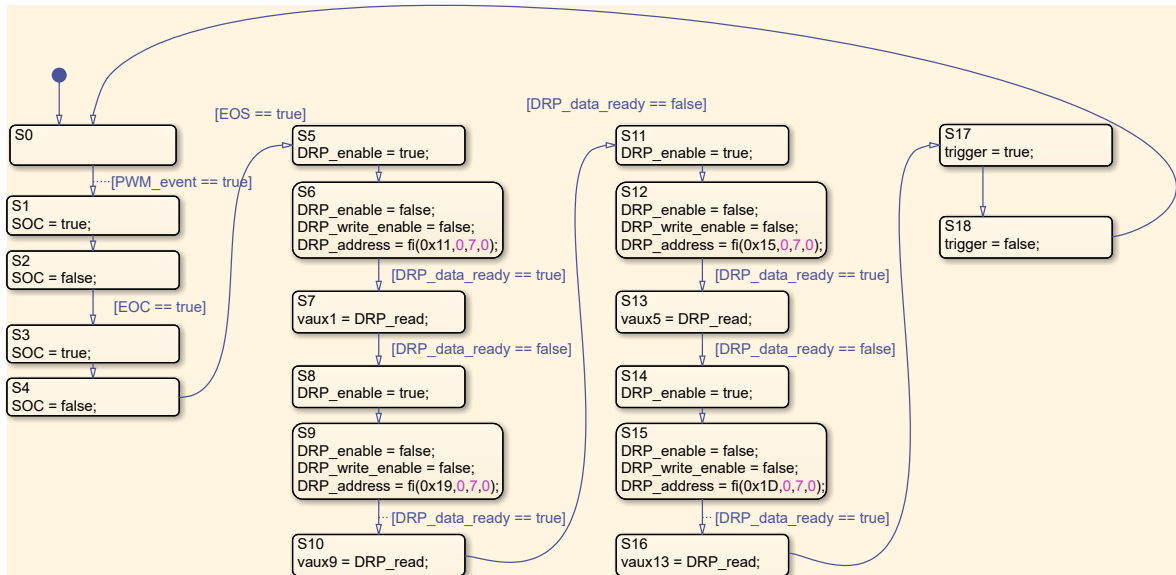 S0
[PWM_event == true]
S1
SOC = true;
S2
SOC = false;
[EOC == true]
S3
SOC = true;
S4
SOC = false;
[EOS == true]
S5
DRP_enable = true;
S6
DRP_enable = false;
DRP_write_enable = false;
DRP_address = fi(0x11,0,7,0);
[DRP_data_ready == true]
S7
vaux1 = DRP_read;
[DRP_data_ready == false]
S8
DRP_enable = true;
S9
DRP_enable = false;
DRP_write_enable = false;
DRP_address = fi(0x19,0,7,0);
[DRP_data_ready == true]
S10
vaux9 = DRP_read;
[DRP_data_ready == false]
S11
DRP_enable = true;
S12
DRP_enable = false;
DRP_write_enable = false;
DRP_address = fi(0x15,0,7,0);
[DRP_data_ready == true]
S13
vaux5 = DRP_read;
[DRP_data_ready == false]
S14
DRP_enable = true;
S15
DRP_enable = false;
DRP_write_enable = false;
DRP_address = fi(0x1D,0,7,0);
[DRP_data_ready == true]
S16
vaux13 = DRP_read;
S17
trigger = true;
S18
trigger = false;